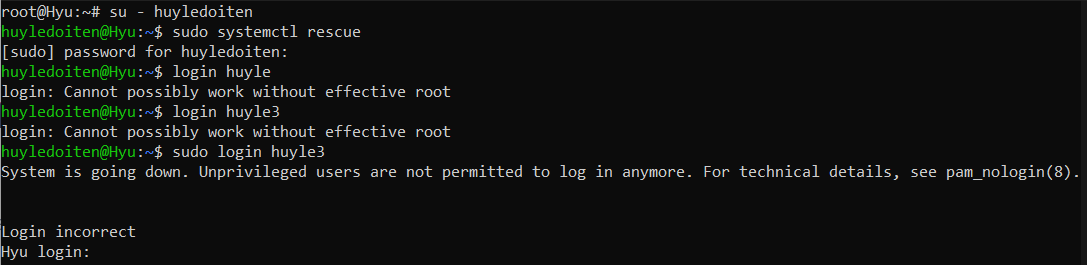 root@Hyu:~# su - huyledoiten
huyledoiten@Hyu:~$ sudo systemctl rescue
[sudo] password for huyledoiten:
huyledoiten@Hyu:~$ login huyle
login: Cannot possibly work without effective root
huyledoiten@Hyu:~$ login huyle3
login: Cannot possibly work without effective root
huyledoiten@Hyu:~$ sudo login huyle3
System is going down. Unprivileged users are not permitted to log in anymore. For technical details, see pam_nologin(8).
Login incorrect
Hyu login: